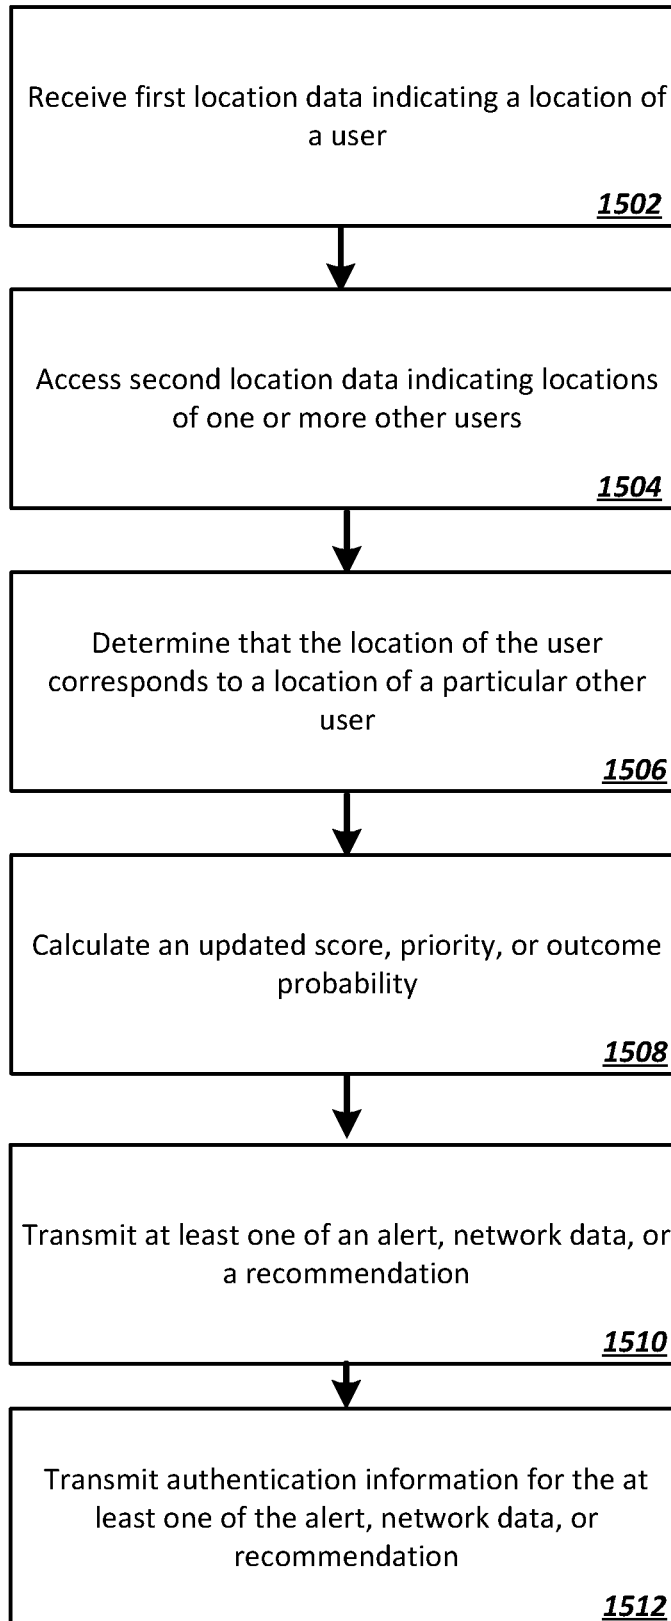 Receive first location data indicating a location of
a user
1502
Access second location data indicating locations
of one or more other users
1504
Determine that the location of the user
corresponds to a location of a particular other
user
1506
Calculate an updated score, priority, or outcome
probability
1508
Transmit at least one of an alert, network data, or
a recommendation
1510
Transmit authentication information for the at
least one of the alert, network data, or
recommendation
1512